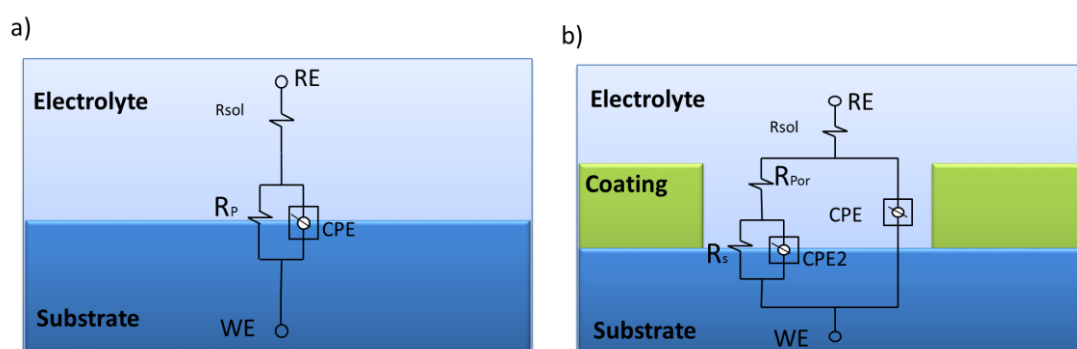 a)
RE
Electrolyte
Rsol
RP
CPE
Substrate
WE
b)
RE
Electrolyte
Rsol
Coating
RPor
CPE
Rs
CPE2
Substrate
WE